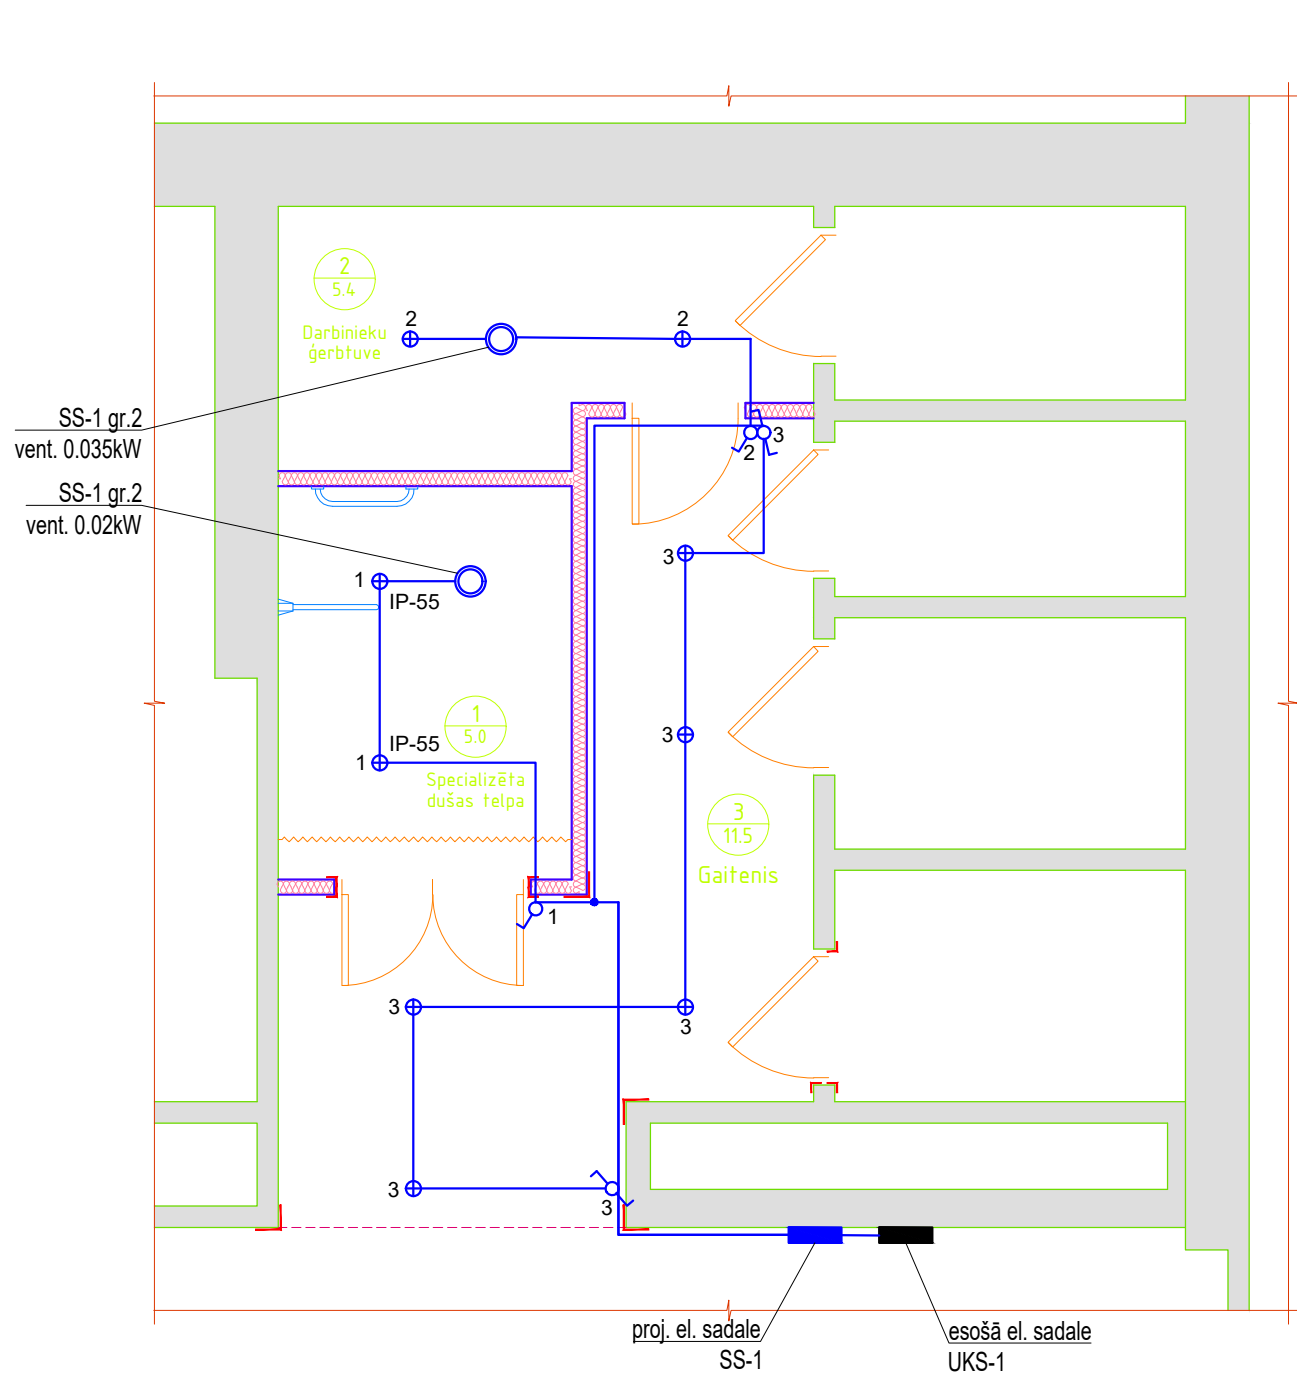 2
5.4
Darbinieku
ģerbtuve
2
2
SS-1 gr.2
vent. 0.035kW
3
2
SS-1 gr.2
vent. 0.02kW
3
1
IP-55
1
5.0
3
IP-55
1
Specializēta
dušas telpa
3
11.5
Gaitenis
1
3
3
3
3
proj. el. sadale
SS-1
esošā el. sadale
UKS-1